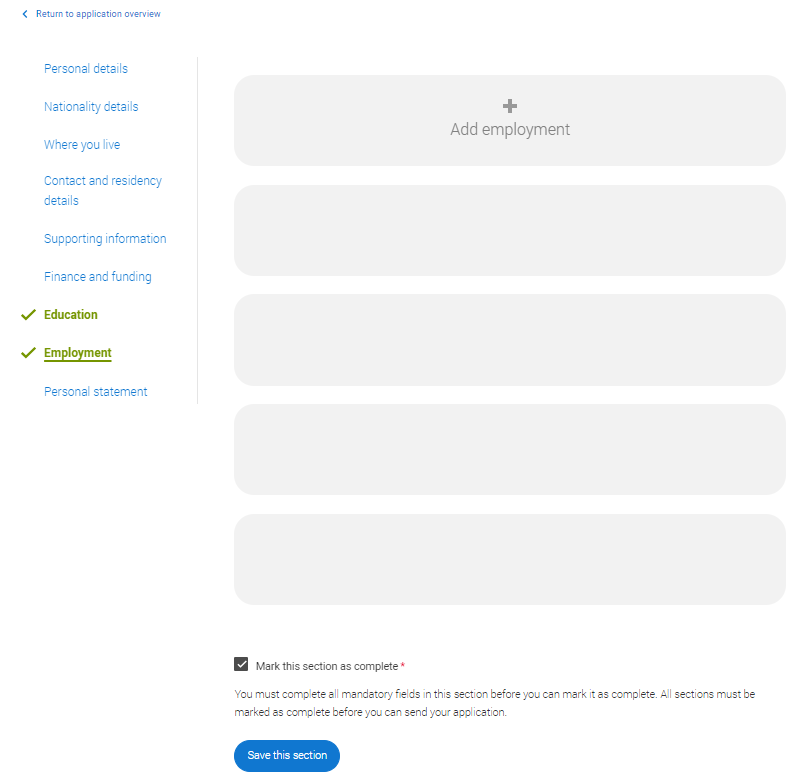 Return to application overview
Personal details
Nationality details
Where you live
Contact and residency
details
Supporting information
Finance and funding
Education
Employment
Personal statement
Add employment
Mark this section as complete *
You must complete all mandatory fields in this section before you can mark it as complete. All sections must be
marked as complete before you can send your application.
Save this section